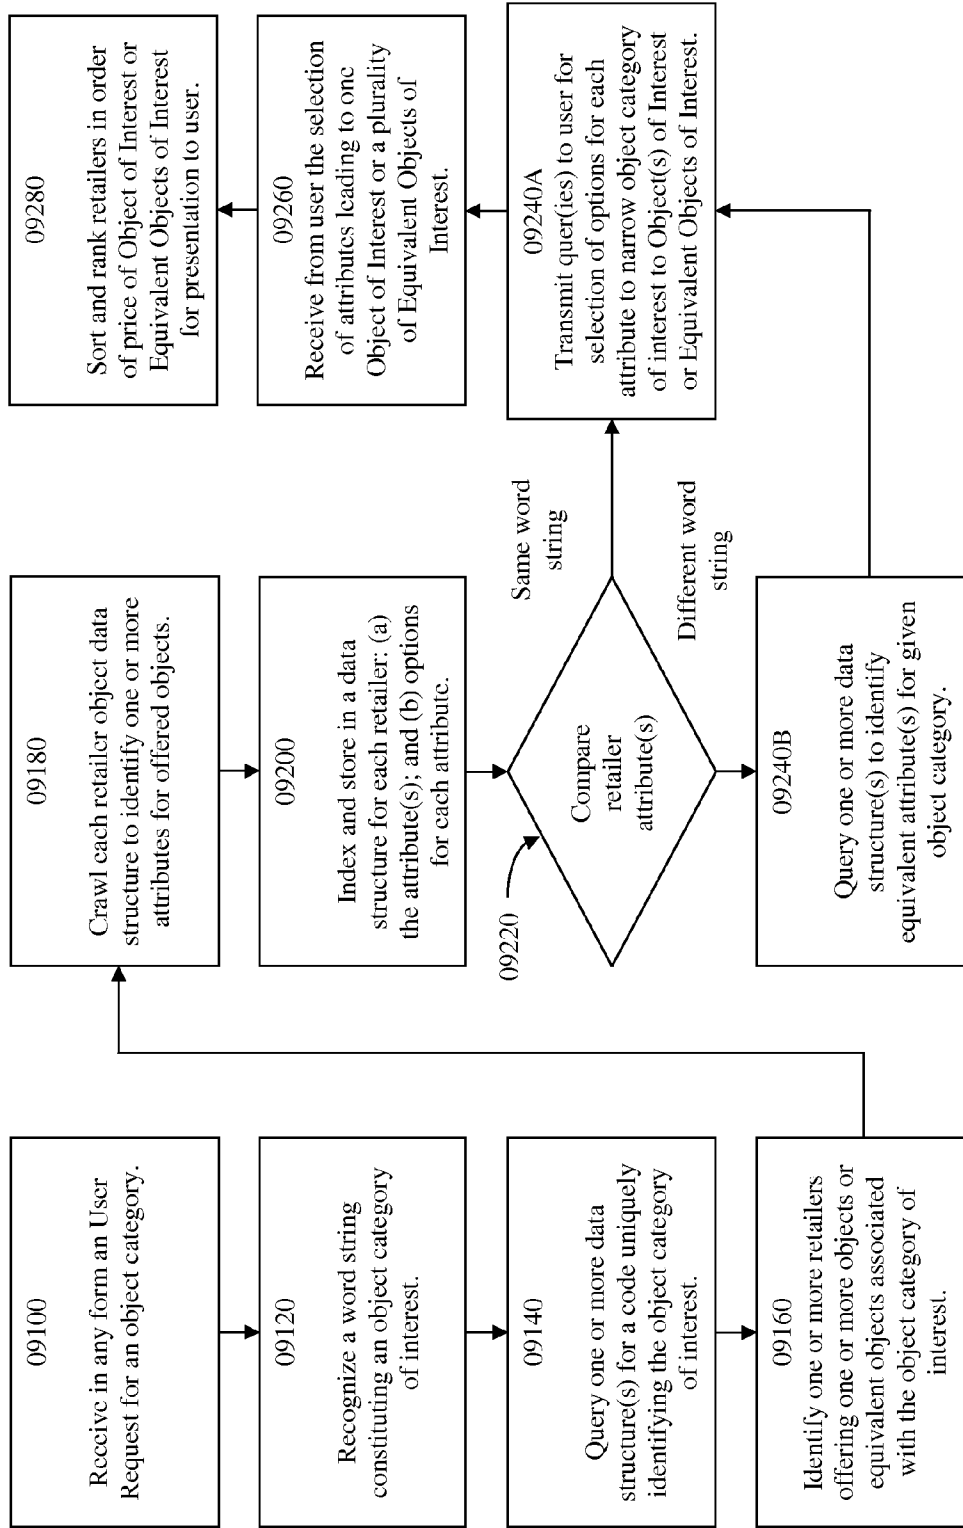 09100
Receive in any form an User
Request for an object category.
09120
Recognize a word string
constituting an object category
of interest.
09140
Query one or more data
structure(s) for a code uniquely
identifying the object category
of interest.
09160
Identify one or more retailers
offering one or more objects or
equivalent objects associated
with the object category of
interest.
09180
Crawl each retailer object data
structure to identify one or more
attributes for offered objects.
09200
Index and store in a data
structure for each retailer: (a)
the attribute(s); and (b) options
for each attribute.
09220
Compare
retailer
attribute(s)
Same word
string
Different word
string
09240B
Query one or more data
structure(s) to identify
equivalent attribute(s) for given
object category.
09240A
Transmit quer(ies) to user for
selection of options for each
attribute to narrow object category
of interest to Object(s) of Interest
or Equivalent Objects of Interest.
09260
Receive from user the selection
of attributes leading to one
Object of Interest or a plurality
of Equivalent Objects of
Interest.
09280
Sort and rank retailers in order
of price of Object of Interest or
Equivalent Objects of Interest
for presentation to user.